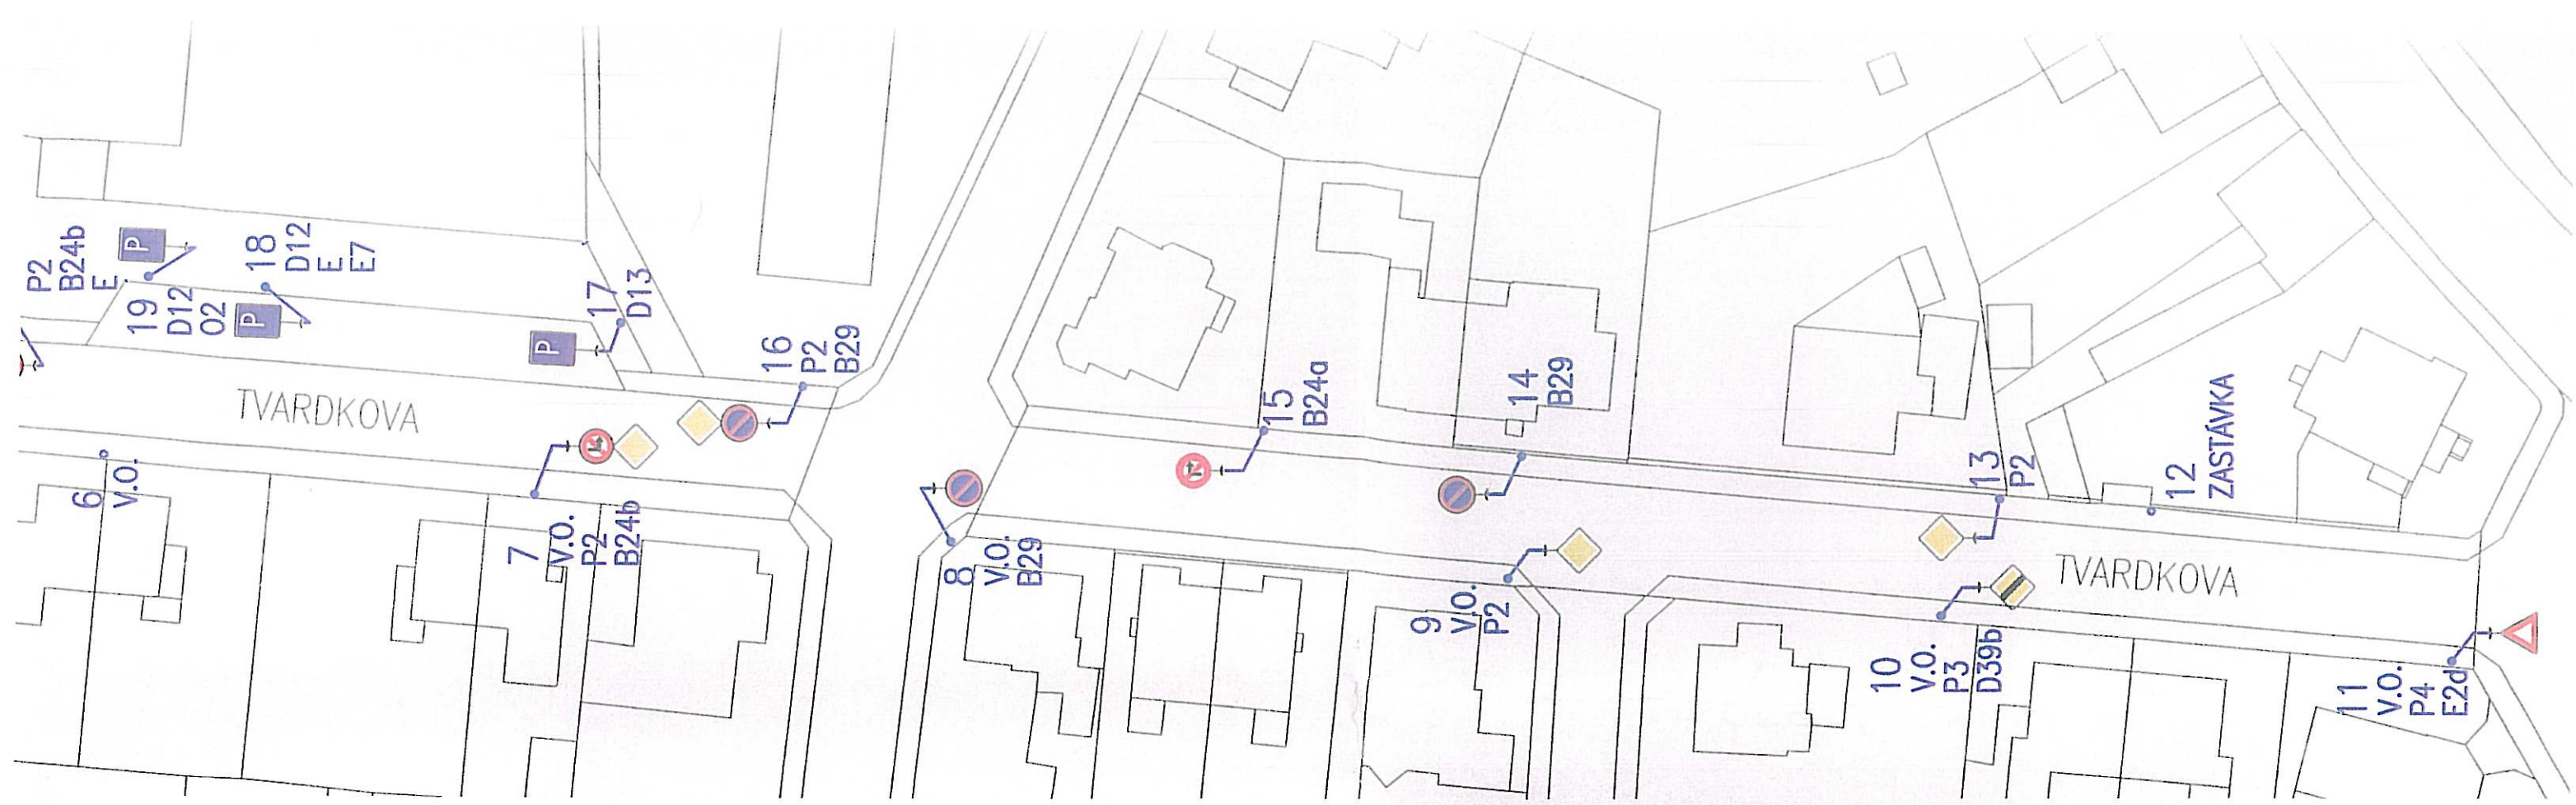 P2
B24b
E
P
19
D12
O2
P
18
D12
E
E7
P
17
D13
16
P2
B29
TVARDKOVA
6
V.O.
7
V.O.
P2
B24b
8
V.O.
B29
15
B24a
14
B29
9
V.O.
P2
13
P2
12
ZASTÁVKA
TVARDKOVA
10
V.O.
P3
D39b
11
V.O.
P4
E2d